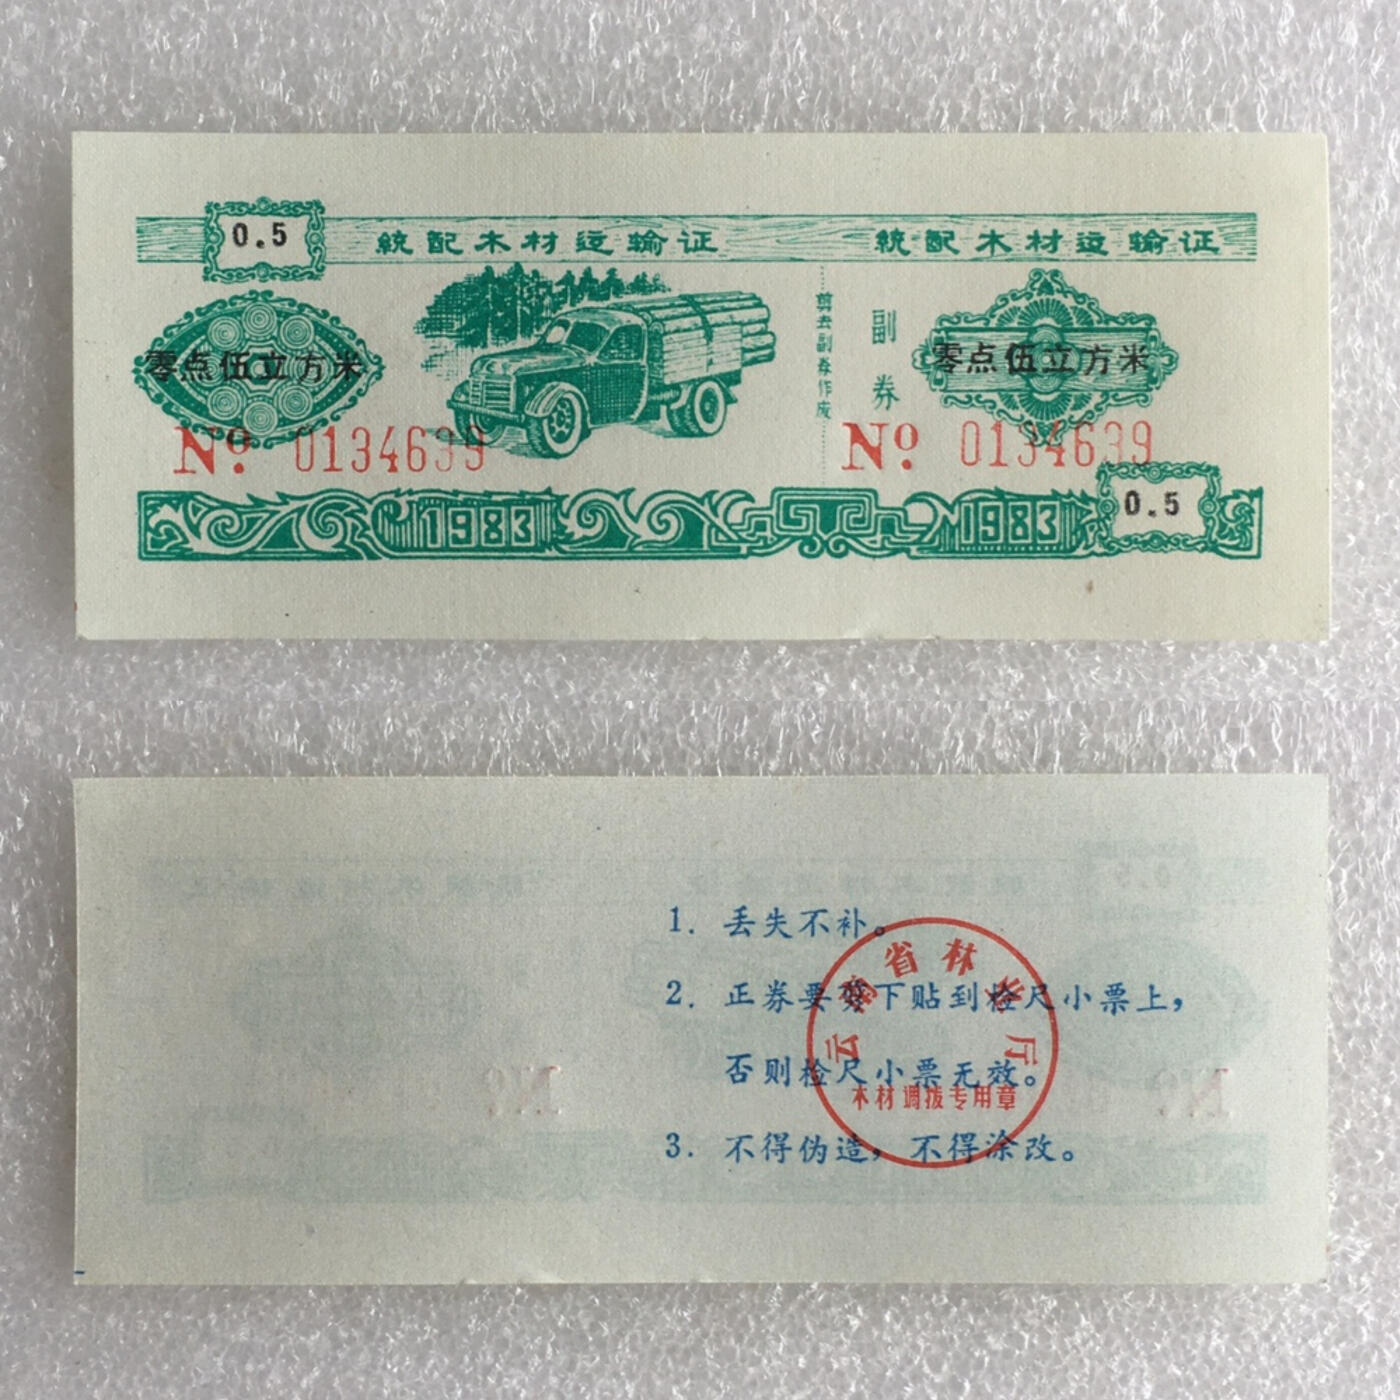 0.5
統配木材运输证
統配木材运输证
零点伍立方米
剪去副券作废
副券
零点伍立方米
No 0134639
No 0134639
1983
1983
0.5
1. 丢失不补。
2. 正券要剪下贴到检尺小票上，
否则检尺小票无效。
3. 不得伪造，不得涂改。
云南省林业厅
木材调拨专用章